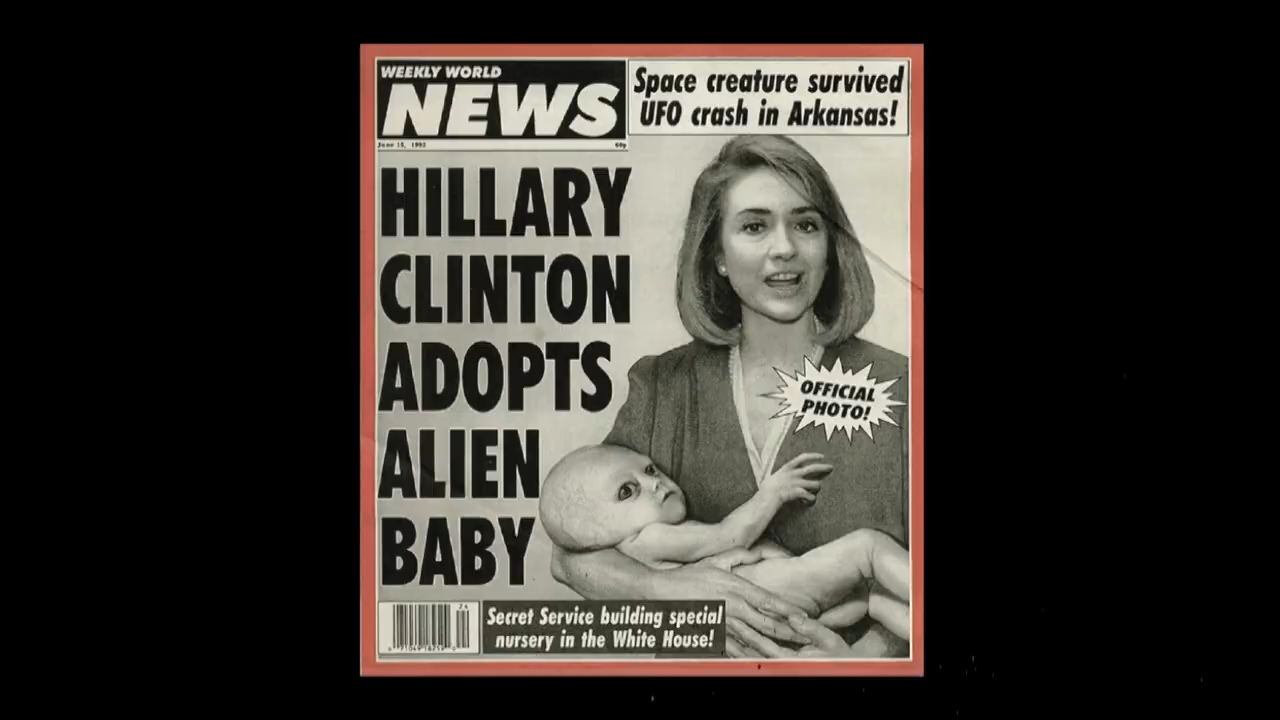 WEEKLY WORLD
NEWS
Space creature survived
UFO crash in Arkansas!
HILLARY
CLINTON
ADOPTS
ALIEN
BABY
OFFICIAL
PHOTO!
Secret Service building special
nursery in the White House!